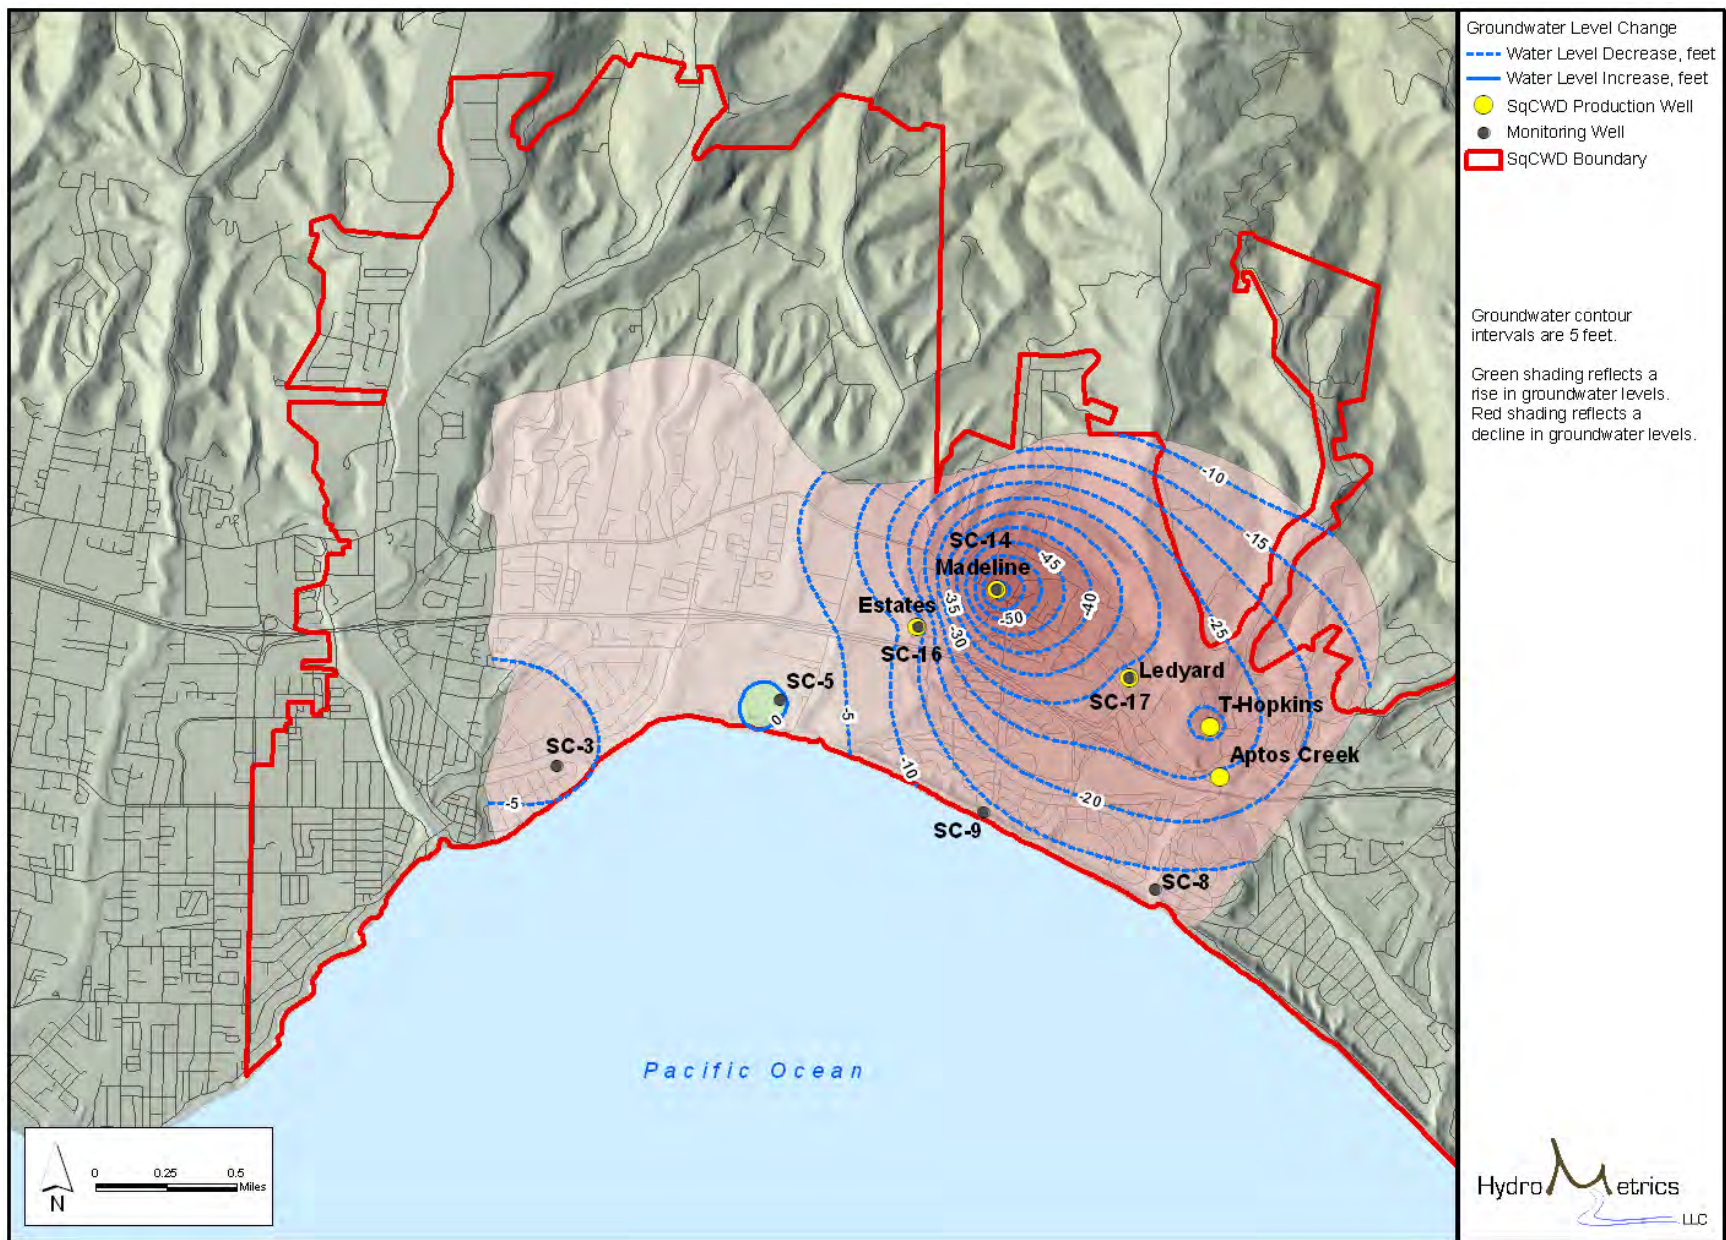 Groundwater Level Change
Water Level Decrease, feet
Water Level Increase, feet
SqCWD Production Well
Monitoring Well
SqCWD Boundary
Groundwater contour
intervals are 5 feet.
Green shading reflects a
rise in groundwater levels.
Red shading reflects a
decline in groundwater levels.
-10
-15
SC-14
-45
Madeline
-35
-40
Estates
-50
-25
-30
SC-16
Ledyard
SC-5
SC-17
T-Hopkins
0
-5
SC-3
Aptos Creek
-10
-5
-20
SC-9
SC-8
Pacific Ocean
0
0.25
0.5
Miles
N
HydroMetrics
LLC